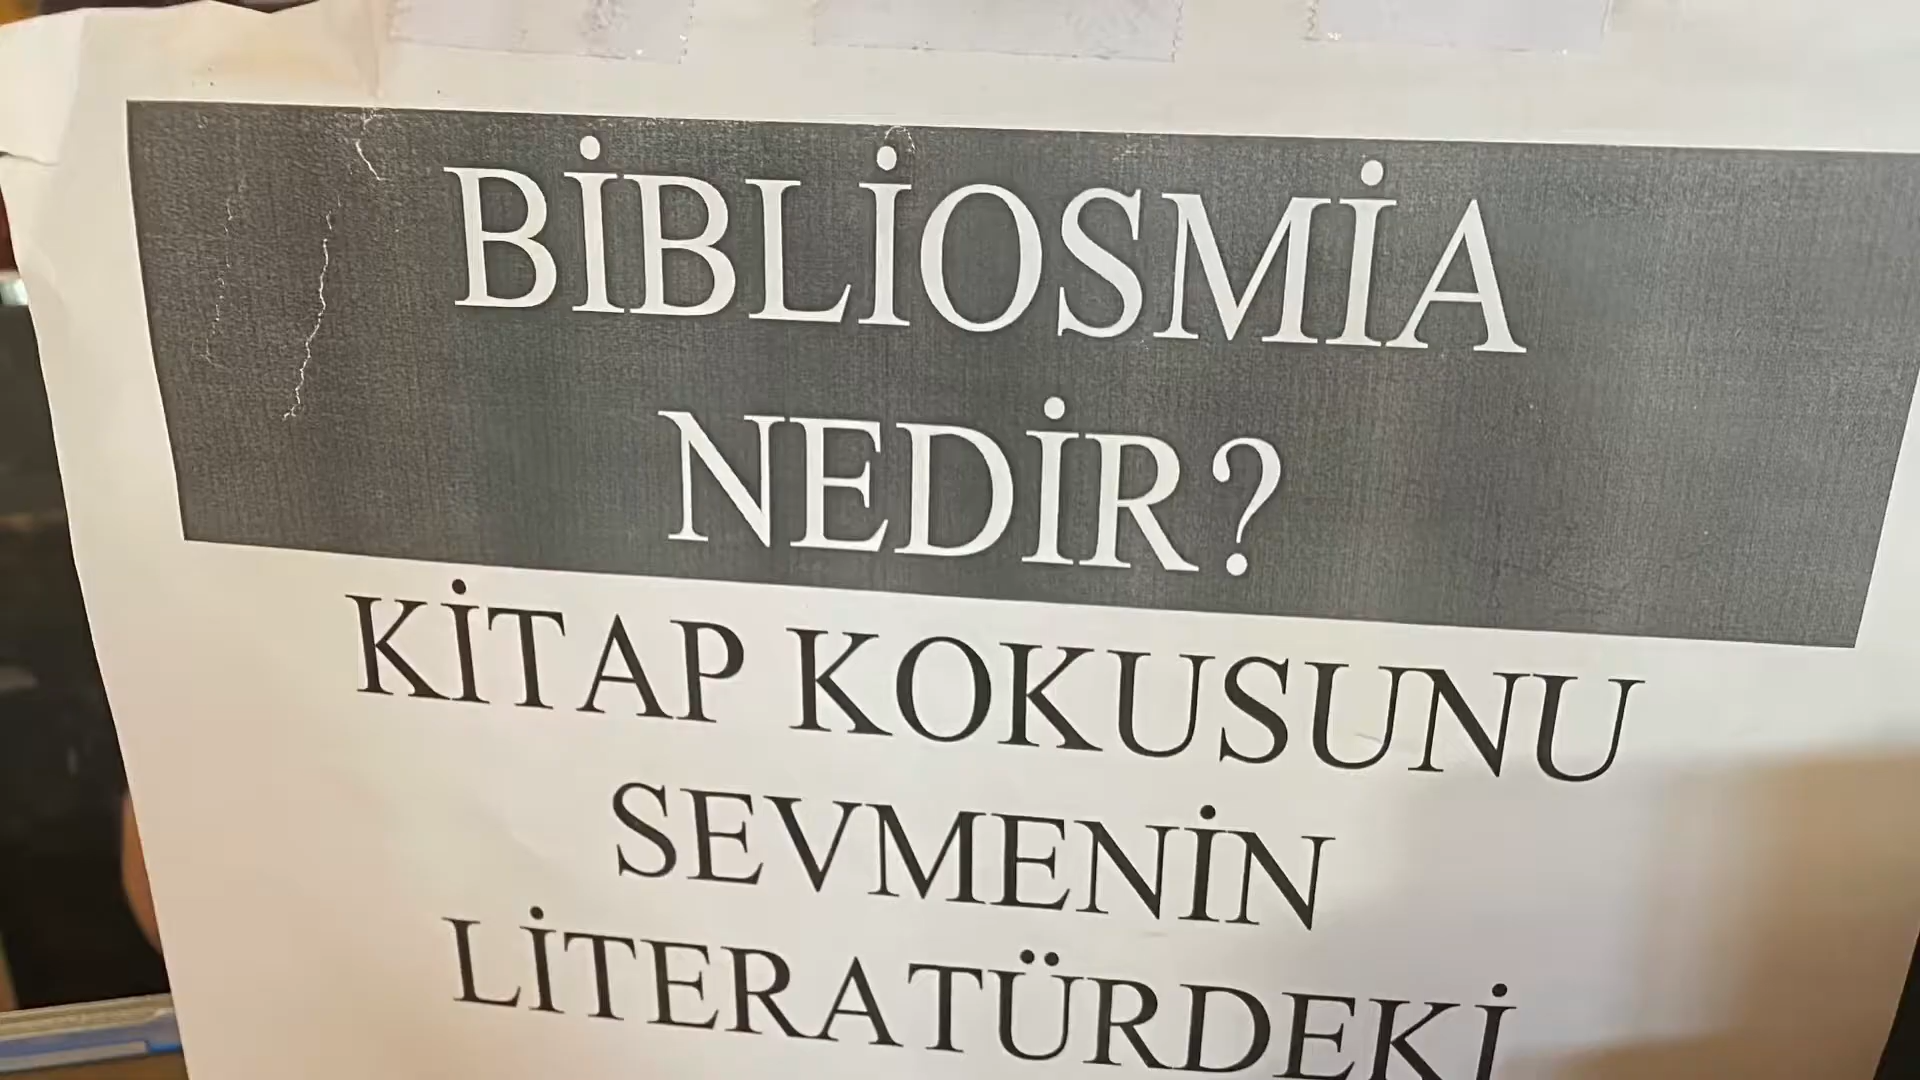 BİBLİOSMİA
NEDİR?
KİTAP KOKUSUNU
SEVMENİN
LİTERATÜRDEKİ